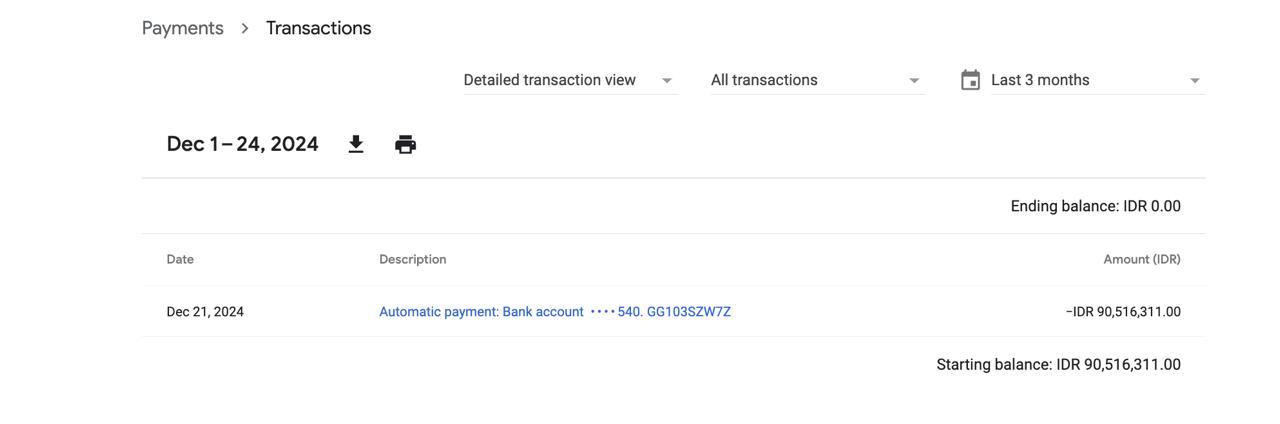 Payments > Transactions
Detailed transaction view All transactions Last 3 months
Dec 1 – 24, 2024
Ending balance: IDR 0.00
Date Description Amount (IDR)
Dec 21, 2024 Automatic payment: Bank account •••• 540. GG103SZW7Z −IDR 90,516,311.00
Starting balance: IDR 90,516,311.00